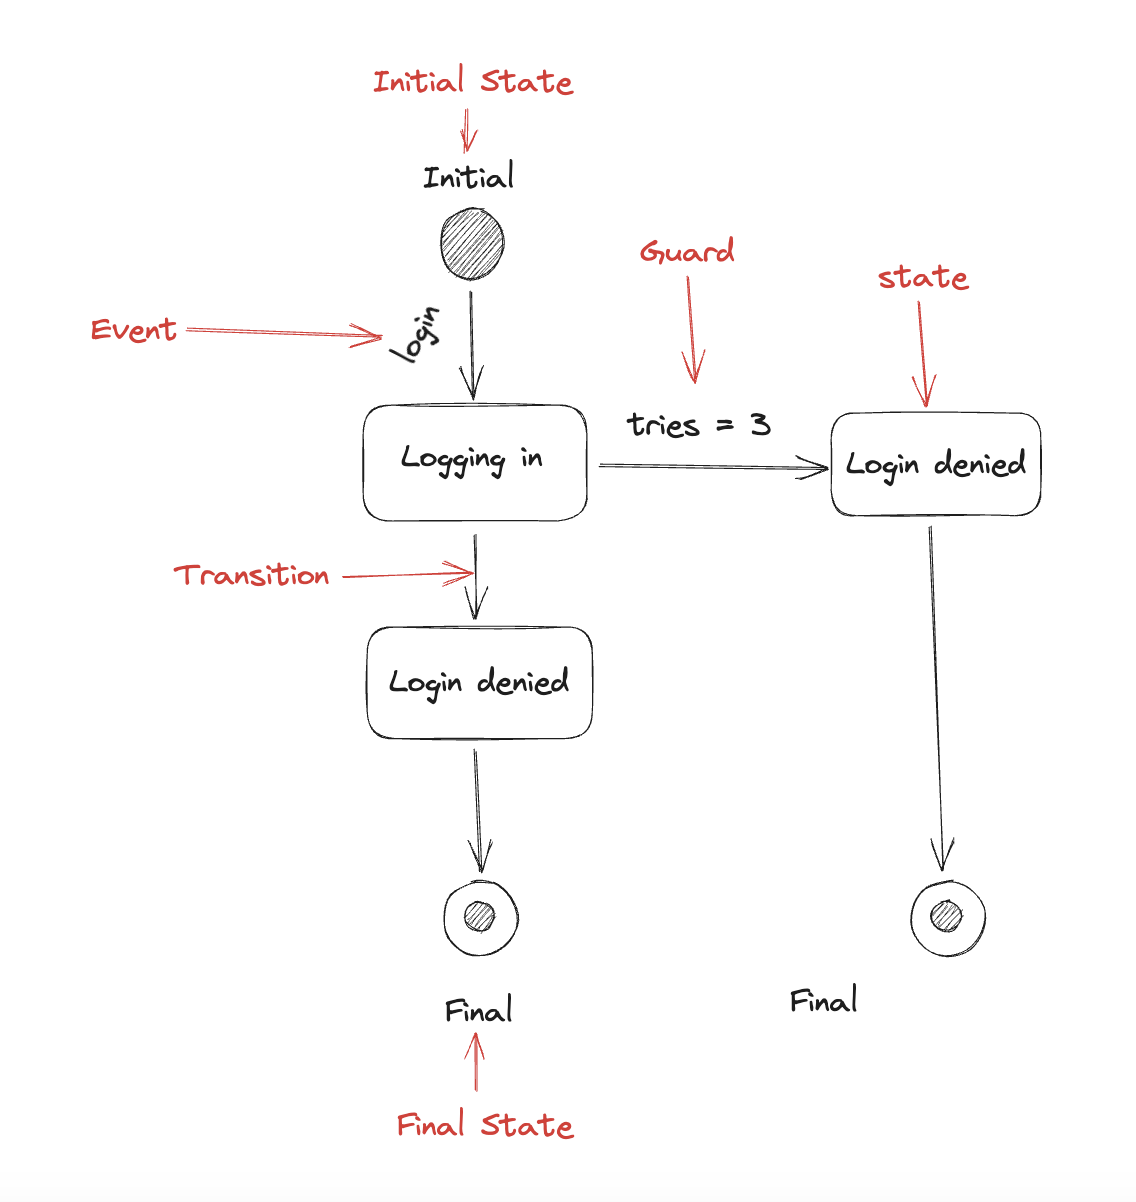 Initial State
Initial
Guard
state
Event
login
tries = 3
Logging in
Login denied
Transition
Login denied
Final
Final
Final State